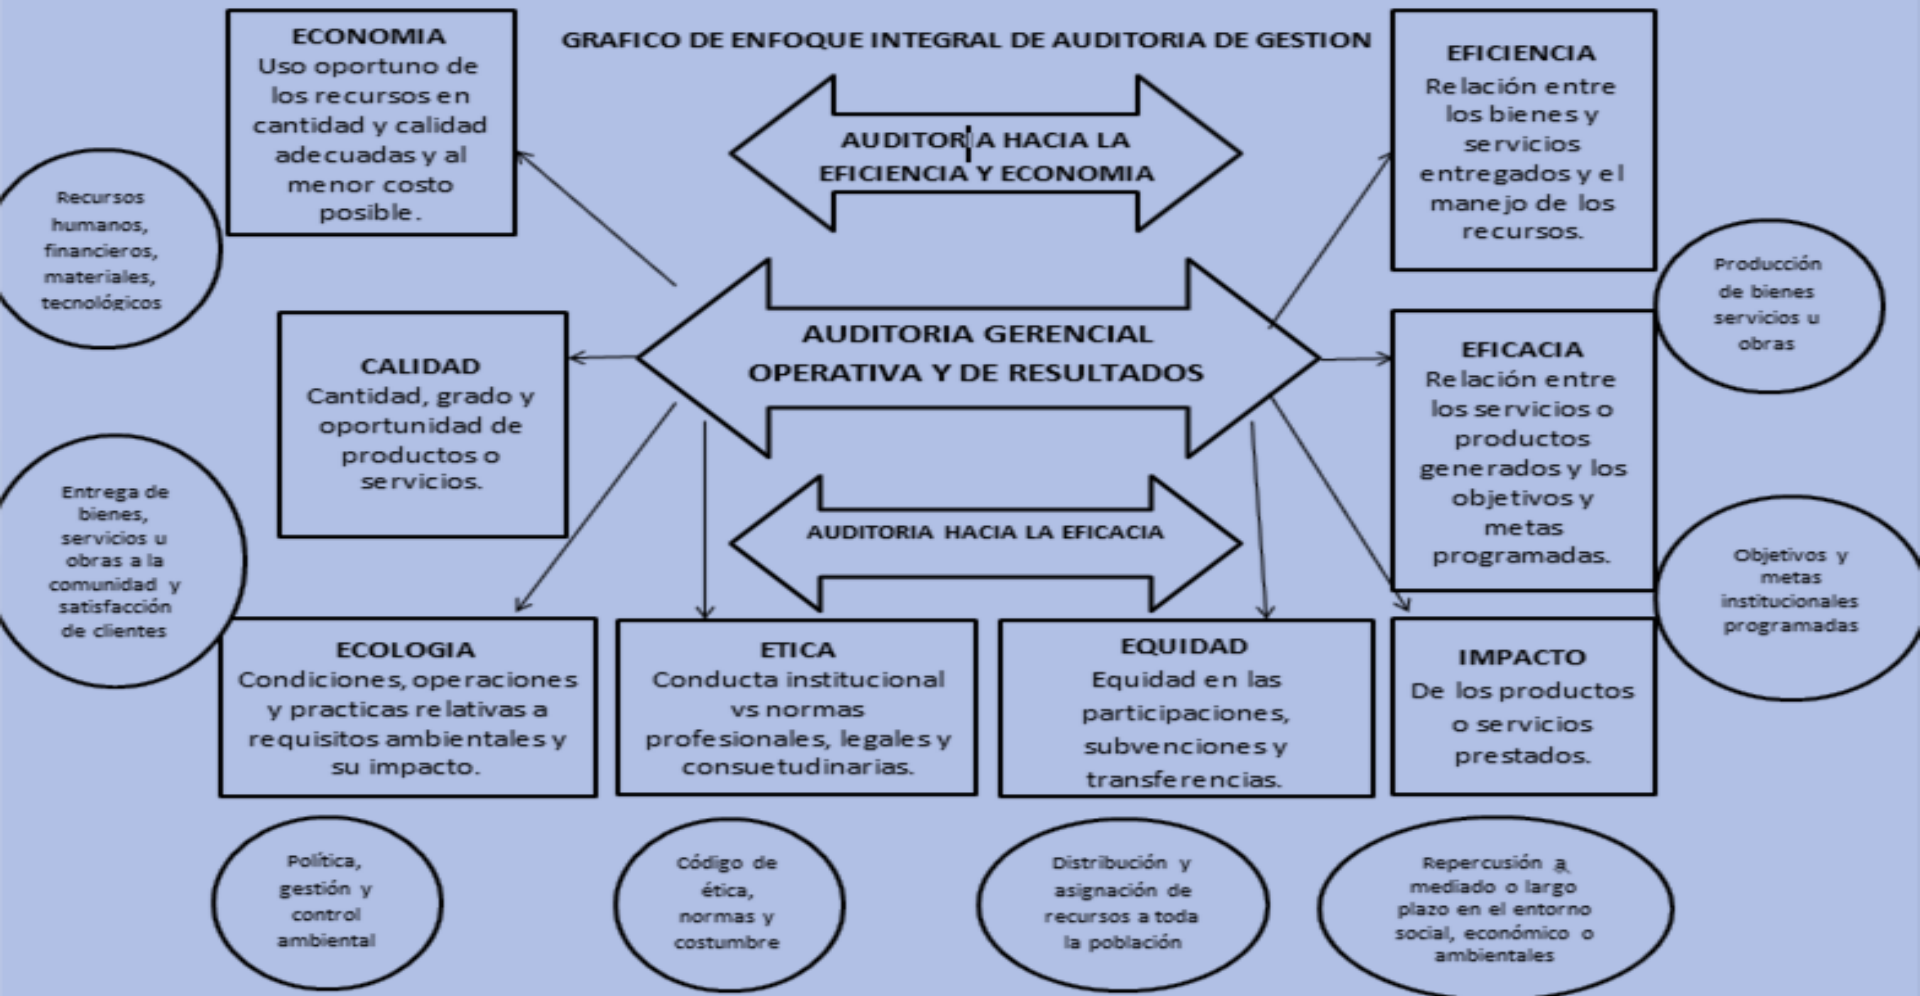 GRAFICO DE ENFOQUE INTEGRAL DE AUDITORIA DE GESTION
ECONOMIA
Uso oportuno de
los recursos en
cantidad y calidad
adecuadas y al
menor costo
posible.
AUDITORIA HACIA LA
EFICIENCIA Y ECONOMIA
EFICIENCIA
Relación entre
los bienes y
servicios
entregados y el
manejo de los
recursos.
Recursos
humanos,
financieros,
materiales,
tecnológicos
Producción
de bienes
servicios u
obras
CALIDAD
Cantidad, grado y
oportunidad de
productos o
servicios.
AUDITORIA GERENCIAL
OPERATIVA Y DE RESULTADOS
EFICACIA
Relación entre
los servicios o
productos
generados y los
objetivos y
metas
programadas.
Entrega de
bienes,
servicios u
obras a la
comunidad y
satisfacción
de clientes
AUDITORIA HACIA LA EFICACIA
Objetivos y
metas
institucionales
programadas
ECOLOGIA
Condiciones, operaciones
y practicas relativas a
requisitos ambientales y
su impacto.
ETICA
Conducta institucional
vs normas
profesionales, legales y
consuetudinarias.
EQUIDAD
Equidad en las
participaciones,
subvenciones y
transferencias.
IMPACTO
De los productos
o servicios
prestados.
Política,
gestión y
control
ambiental
Código de
ética,
normas y
costumbre
Distribución y
asignación de
recursos a toda
la población
Repercusión a
mediado o largo
plazo en el entorno
social, económico o
ambientales